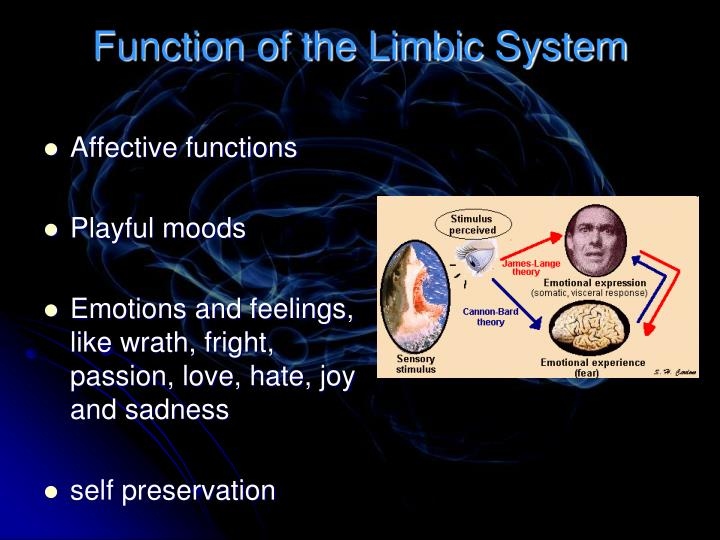 Function of the Limbic System
Affective functions
Playful moods
Emotions and feelings,
like wrath, fright,
passion, love, hate, joy
and sadness
self preservation
Stimulus
perceived
James-Lange
theory
Emotional expression
(somatic, visceral response)
Cannon-Bard
theory
Sensory
stimulus
Emotional experience
(fear)